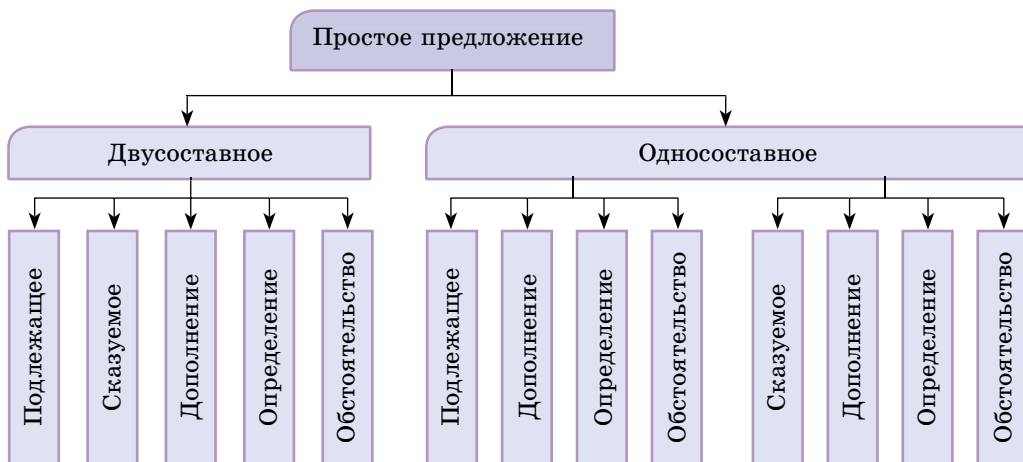 Простое предложение
Двусоставное
Односоставное
Подлежащее
Сказуемое
Дополнение
Определение
Обстоятельство
Подлежащее
Дополнение
Определение
Обстоятельство
Сказуемое
Дополнение
Определение
Обстоятельство